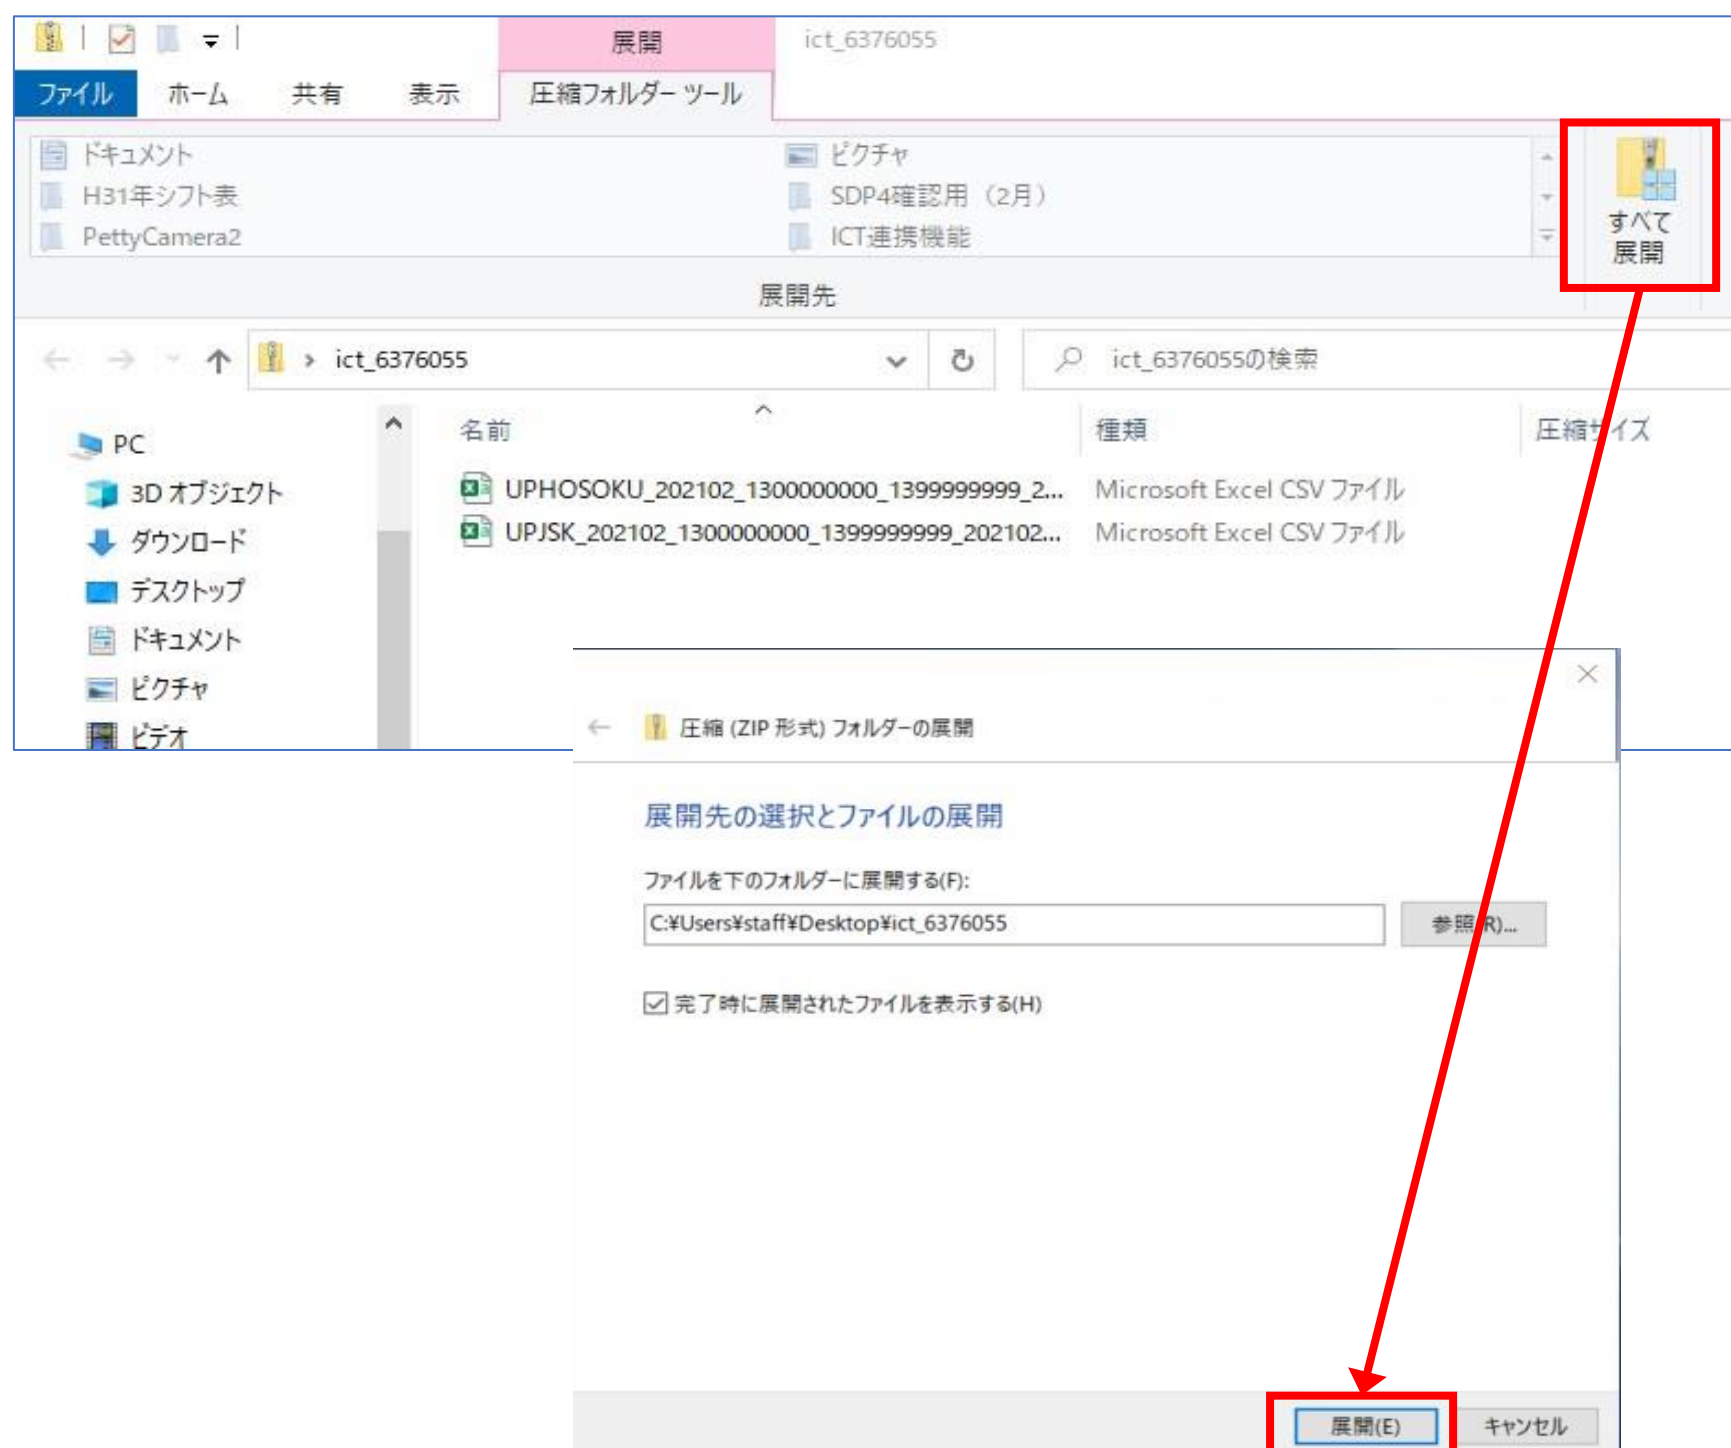 展開
ict_6376055
ファイル ホーム 共有 表示 圧縮フォルダー ツール
ドキュメント
ピクチャ
H31年シフト表
SDP4確認用（2月）
PettyCamera2
ICT連携機能
すべて
展開
展開先
ict_6376055
ict_6376055の検索
PC
3D オブジェクト
ダウンロード
デスクトップ
ドキュメント
ピクチャ
ビデオ
名前 種類 圧縮サイズ
UPHOSOKU_202102_1300000000_1399999999_2... Microsoft Excel CSV ファイル
UPJSK_202102_1300000000_1399999999_202102... Microsoft Excel CSV ファイル
圧縮 (ZIP 形式) フォルダーの展開
展開先の選択とファイルの展開
ファイルを下のフォルダーに展開する(F):
C:¥Users¥staff¥Desktop¥ict_6376055
参照(R)...
完了時に展開されたファイルを表示する(H)
展開(E) キャンセル